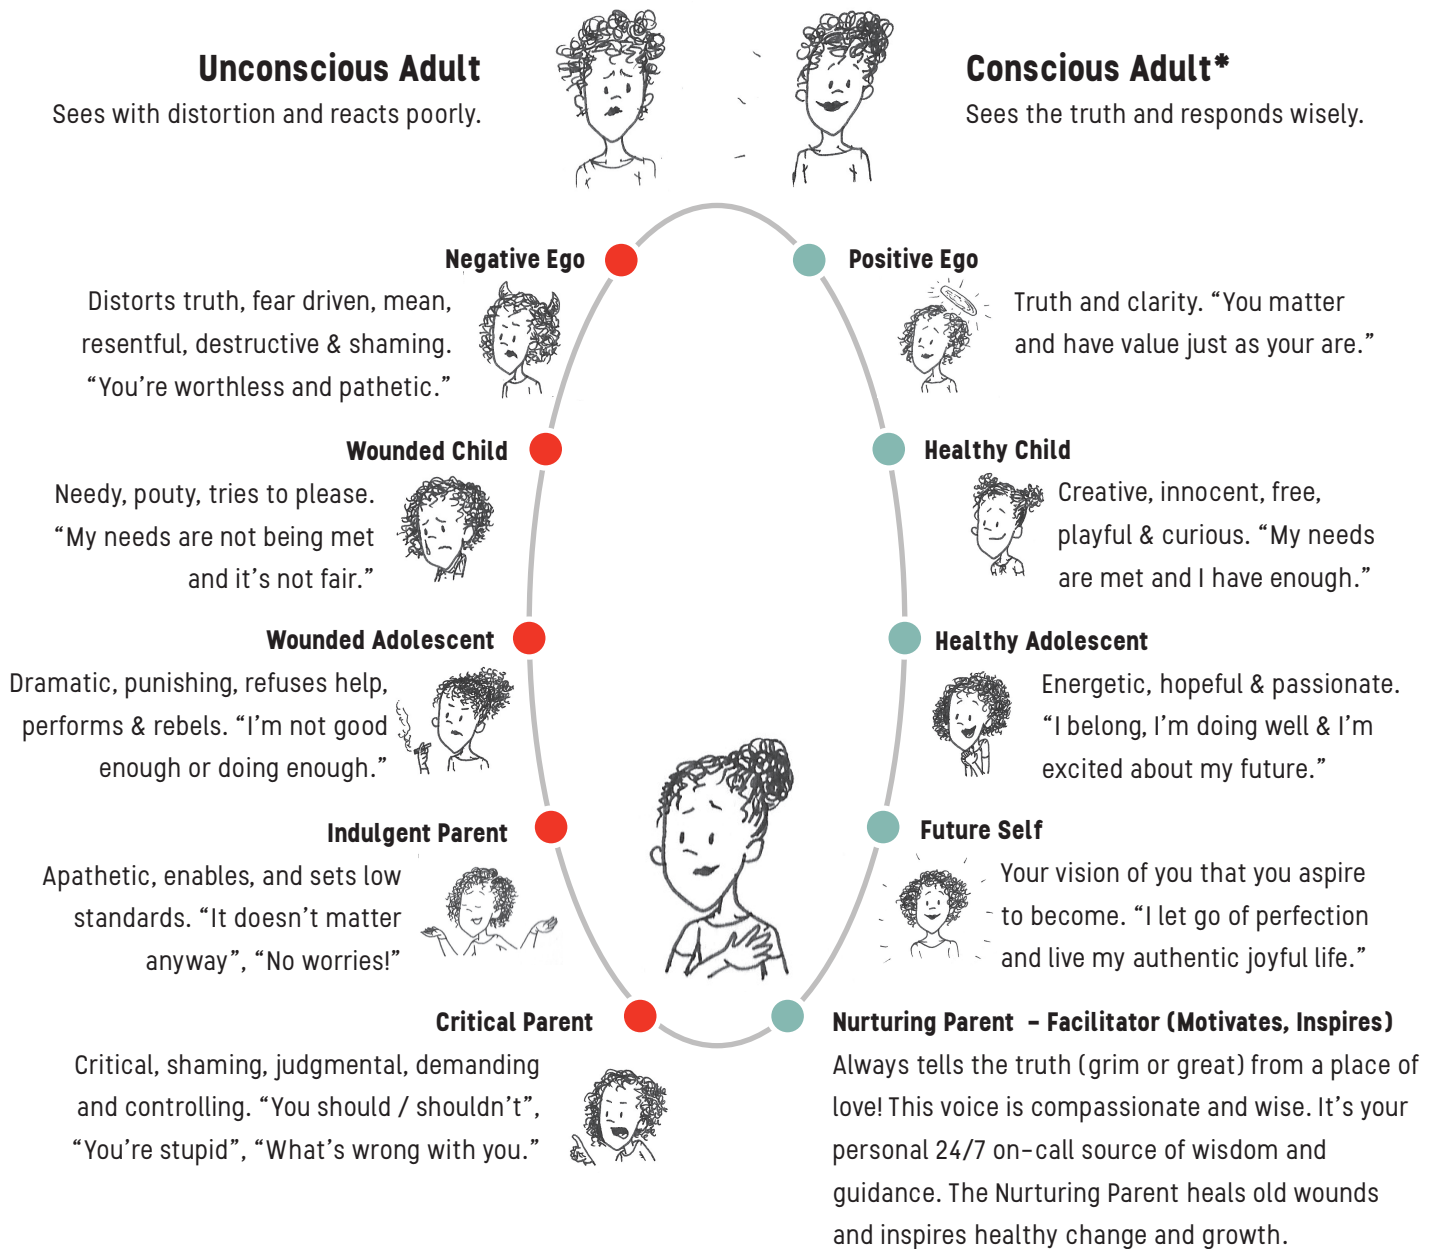 Unconscious Adult
Sees with distortion and reacts poorly.
Conscious Adult*
Sees the truth and responds wisely.
Negative Ego
Distorts truth, fear driven, mean,
resentful, destructive & shaming.
“You’re worthless and pathetic.”
Positive Ego
Truth and clarity. “You matter
and have value just as your are.”
Wounded Child
Needy, pouty, tries to please.
“My needs are not being met
and it’s not fair.”
Healthy Child
Creative, innocent, free,
playful & curious. “My needs
are met and I have enough.”
Wounded Adolescent
Dramatic, punishing, refuses help,
performs & rebels. “I’m not good
enough or doing enough.”
Healthy Adolescent
Energetic, hopeful & passionate.
“I belong, I’m doing well & I’m
excited about my future.”
Indulgent Parent
Apathetic, enables, and sets low
standards. “It doesn’t matter
anyway”, “No worries!”
Future Self
Your vision of you that you aspire
to become. “I let go of perfection
and live my authentic joyful life.”
Critical Parent
Critical, shaming, judgmental, demanding
and controlling. “You should / shouldn’t”,
“You’re stupid”, “What’s wrong with you.”
Nurturing Parent – Facilitator (Motivates, Inspires)
Always tells the truth (grim or great) from a place of
love! This voice is compassionate and wise. It’s your
personal 24/7 on-call source of wisdom and
guidance. The Nurturing Parent heals old wounds
and inspires healthy change and growth.